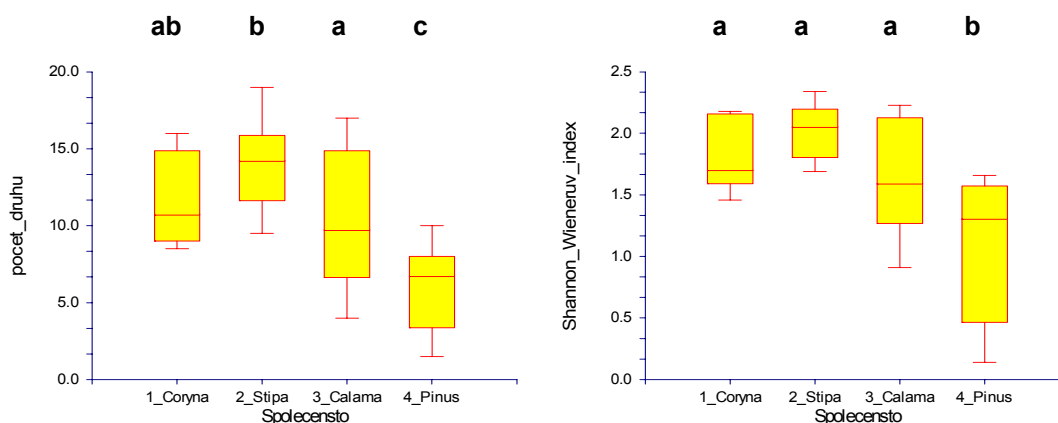 ab b a c
pocet_druhu
20.0
15.0
10.0
5.0
0.0
1_Coryna 2_Stipa 3_Calama 4_Pinus
Spolecensto
a a a b
Shannon_Wieneruv_index
2.5
2.0
1.5
1.0
0.5
0.0
1_Coryna 2_Stipa 3_Calama 4_Pinus
Spolecensto